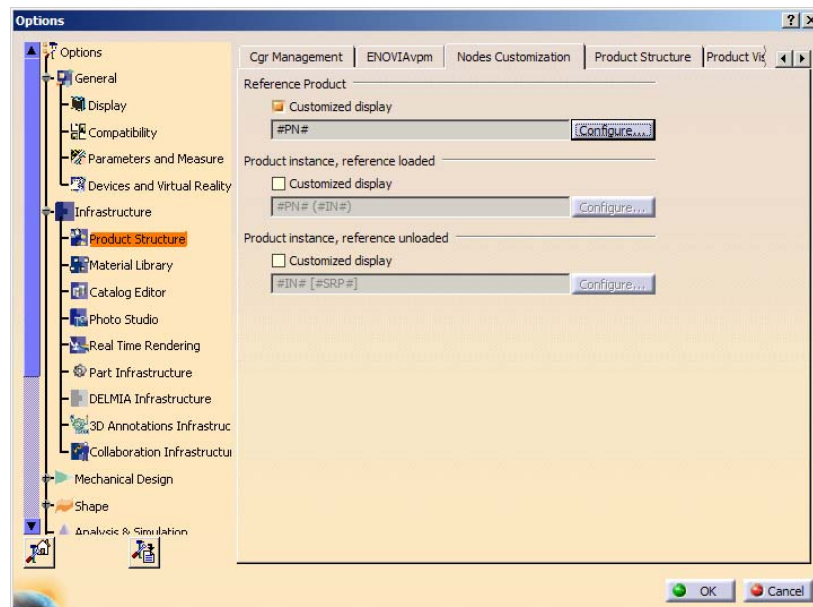 Options
Options
General
Display
Compatibility
Parameters and Measure
Devices and Virtual Reality
Infrastructure
Product Structure
Material Library
Catalog Editor
Photo Studio
Real Time Rendering
Part Infrastructure
DELMIA Infrastructure
3D Annotations Infrastruc
Collaboration Infrastructu
Mechanical Design
Shape
Analysis & Simulation
Cgr Management
ENOVIAvpm
Nodes Customization
Product Structure
Product Vis
Reference Product
Customized display
#PN#
Configure...
Product instance, reference loaded
Customized display
#PN# (#IN#)
Configure...
Product instance, reference unloaded
Customized display
#IN# [#SRP#]
Configure...
OK
Cancel